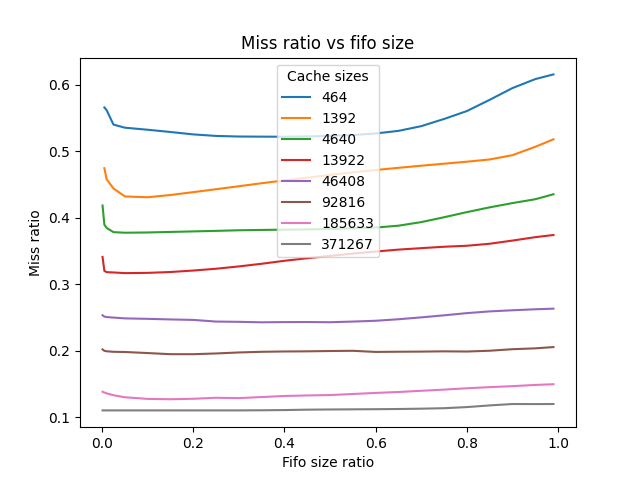 Miss ratio vs fifo size
Cache sizes
464
1392
4640
13922
46408
92816
185633
371267
0.6
0.5
0.4
0.3
0.2
0.1
Miss ratio
0.0 0.2 0.4 0.6 0.8 1.0
Fifo size ratio